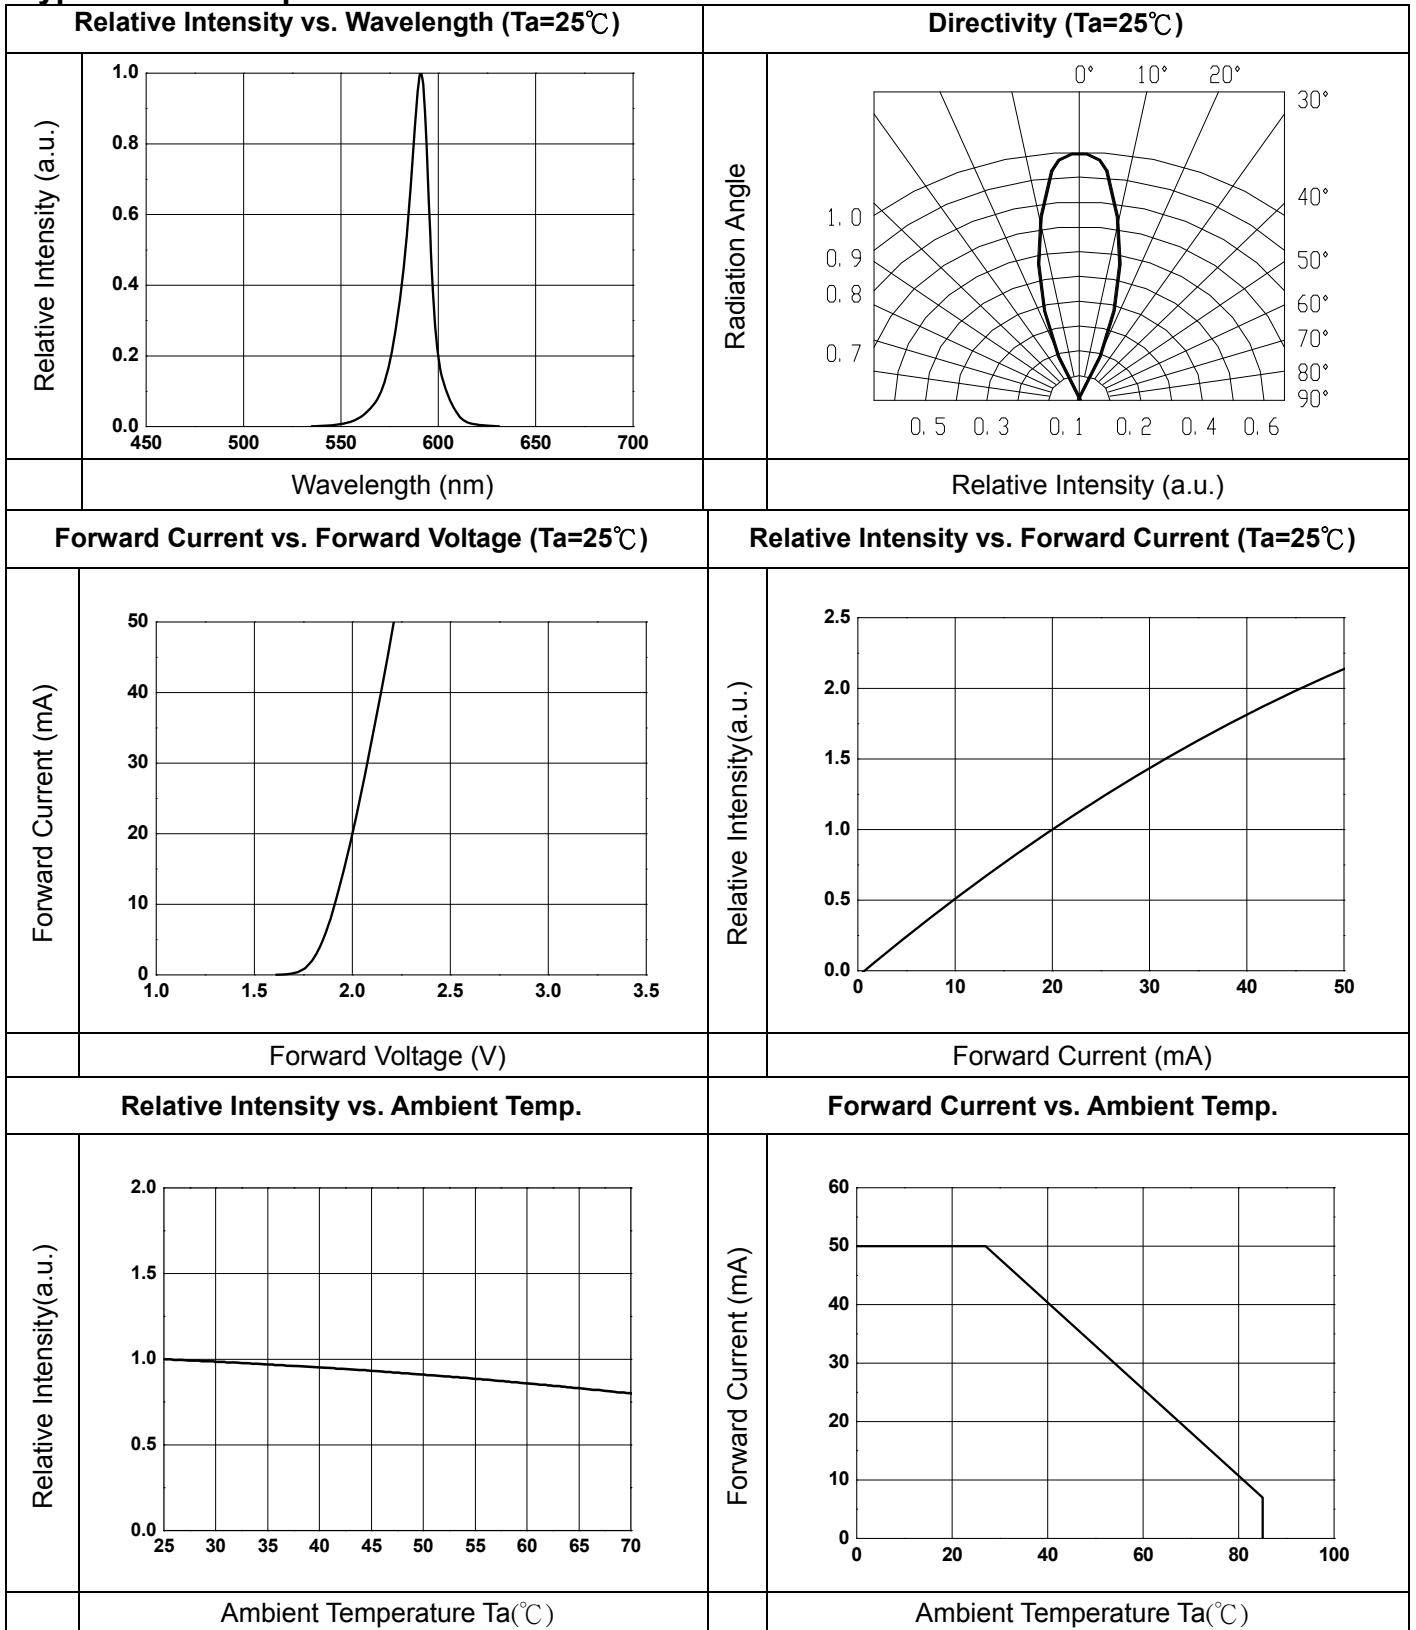 Relative Intensity vs. Wavelength (Ta=25℃)
Directivity (Ta=25℃)
Relative Intensity (a.u.)
1.0
0.8
0.6
0.4
0.2
0.0
450 500 550 600 650 700
Wavelength (nm)
Radiation Angle
0° 10° 20°
30°
40°
50°
60°
70°
80°
90°
1.0
0.9
0.8
0.7
0.5 0.3 0.1 0.2 0.4 0.6
Relative Intensity (a.u.)
Forward Current vs. Forward Voltage (Ta=25℃)
Relative Intensity vs. Forward Current (Ta=25℃)
Forward Current (mA)
50
40
30
20
10
0
1.0 1.5 2.0 2.5 3.0 3.5
Forward Voltage (V)
Relative Intensity(a.u.)
2.5
2.0
1.5
1.0
0.5
0.0
0 10 20 30 40 50
Forward Current (mA)
Relative Intensity vs. Ambient Temp.
Forward Current vs. Ambient Temp.
Relative Intensity(a.u.)
2.0
1.5
1.0
0.5
0.0
25 30 35 40 45 50 55 60 65 70
Ambient Temperature Ta(℃)
Forward Current (mA)
60
50
40
30
20
10
0
0 20 40 60 80 100
Ambient Temperature Ta(℃)